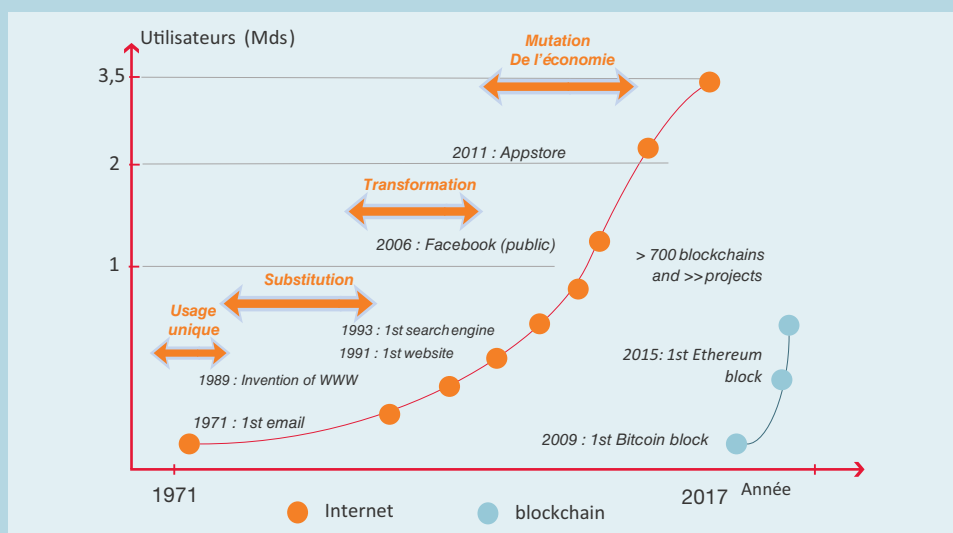 Utilisateurs (Mds)
Mutation
De l'économie
3,5
2011 : Appstore
2
Transformation
2006 : Facebook (public)
> 700 blockchains
and >> projects
1
Substitution
Usage
unique
1993 : 1st search engine
1991 : 1st website
1989 : Invention of WWW
2015: 1st Ethereum
block
1971 : 1st email
2009 : 1st Bitcoin block
1971
2017
Année
Internet
blockchain